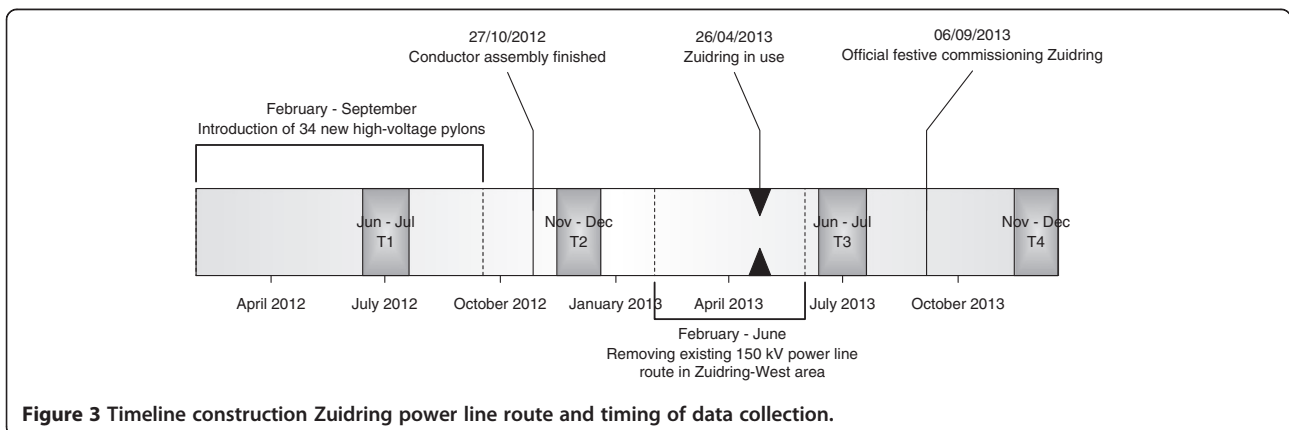 27/10/2012
Conductor assembly finished
26/04/2013
Zuidring in use
06/09/2013
Official festive commissioning Zuidring
February - September
Introduction of 34 new high-voltage pylons
Jun - Jul
T1
Nov - Dec
T2
Jun - Jul
T3
Nov - Dec
T4
April 2012
July 2012
October 2012
January 2013
April 2013
July 2013
October 2013
February - June
Removing existing 150 kV power line
route in Zuidring-West area
Figure 3 Timeline construction Zuidring power line route and timing of data collection.